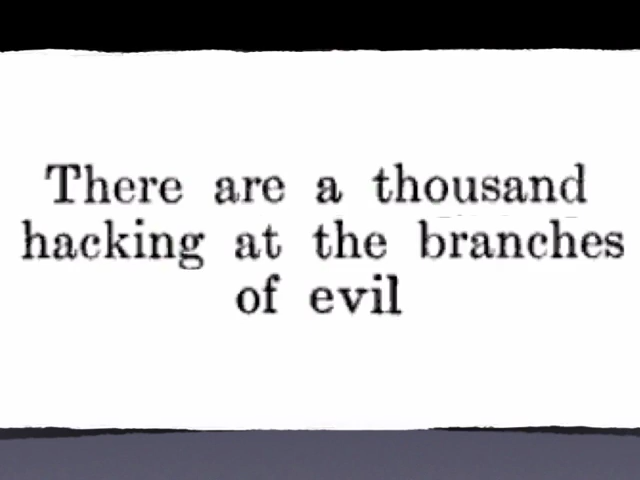 There are a thousand
hacking at the branches
of evil